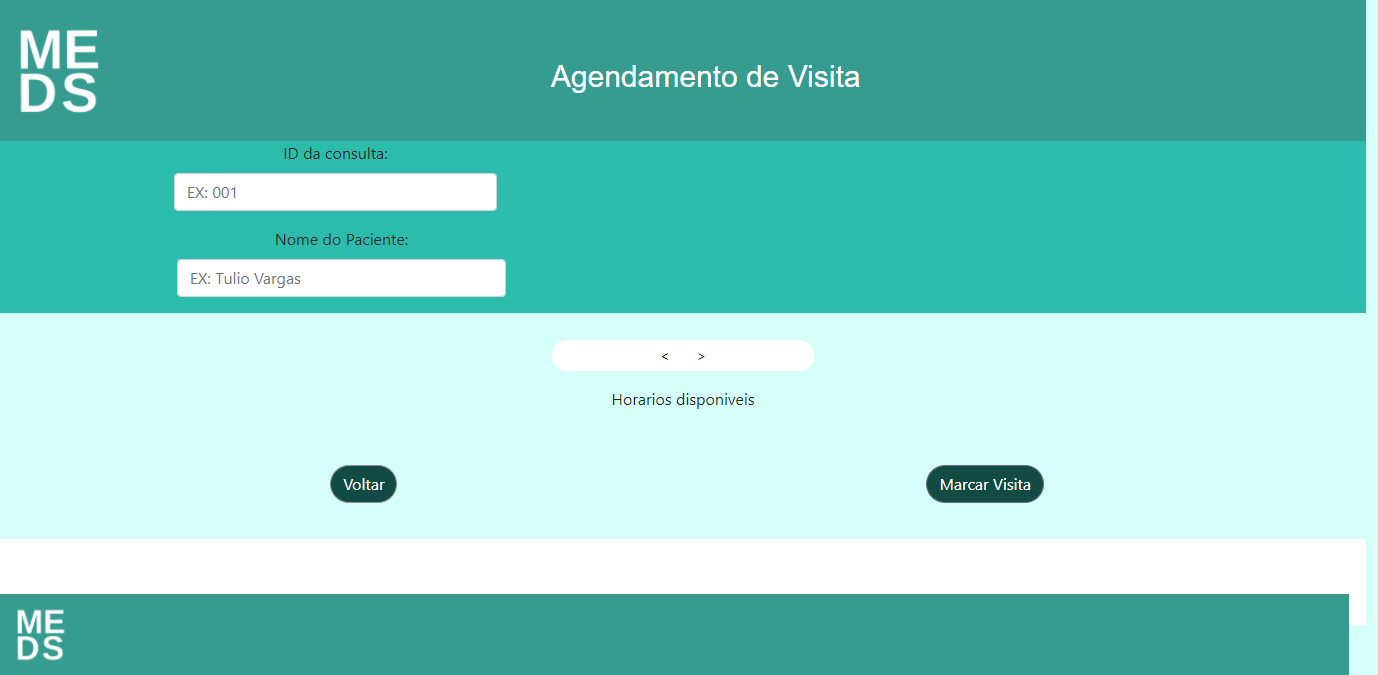 ME
DS
Agendamento de Visita
ID da consulta:
EX: 001
Nome do Paciente:
EX: Tulio Vargas
< >
Horarios disponiveis
Voltar
Marcar Visita
ME
DS